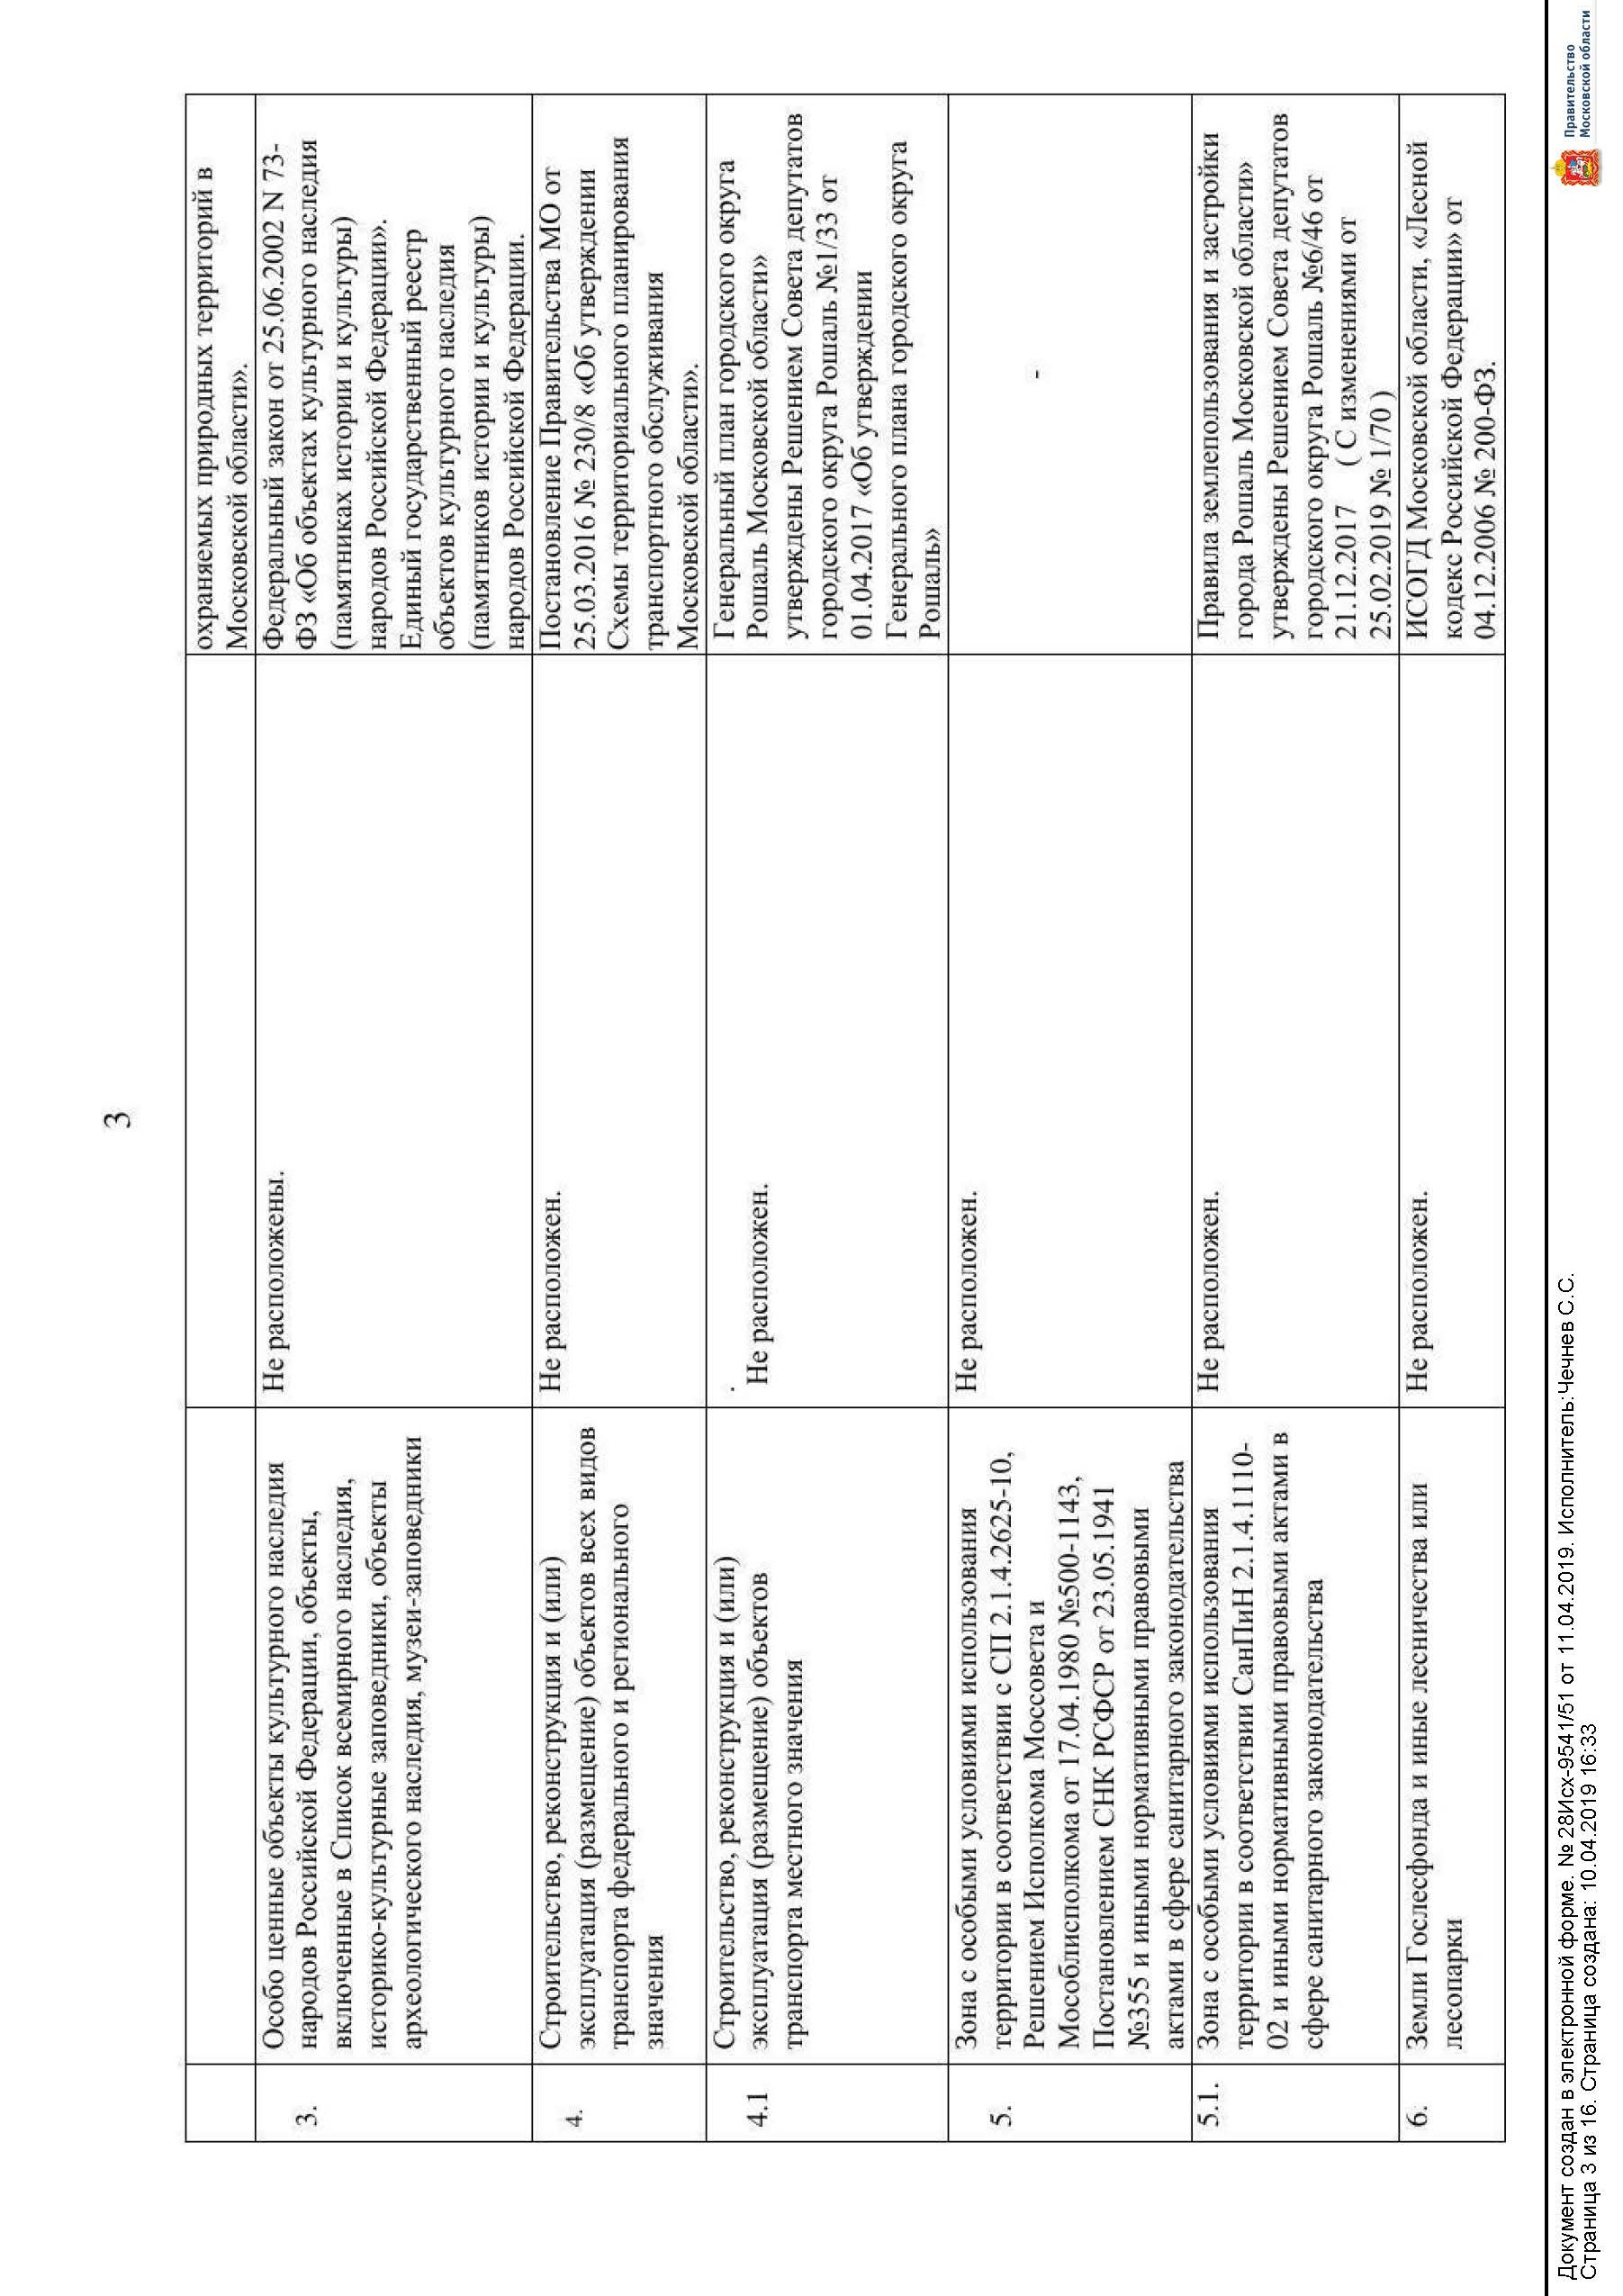 3
охраняемых природных территорий в
Московской области».
3.
Особо ценные объекты культурного наследия
народов Российской Федерации, объекты,
включенные в Список всемирного наследия,
историко-культурные заповедники, объекты
археологического наследия, музеи-заповедники
Не расположены.
Федеральный закон от 25.06.2002 N 73-
ФЗ «Об объектах культурного наследия
(памятниках истории и культуры)
народов Российской Федерации».
Единый государственный реестр
объектов культурного наследия
(памятников истории и культуры)
народов Российской Федерации.
4.
Строительство, реконструкция и (или)
эксплуатация (размещение) объектов всех видов
транспорта федерального и регионального
значения
Не расположен.
Постановление Правительства МО от
25.03.2016 № 230/8 «Об утверждении
Схемы территориального планирования
транспортного обслуживания
Московской области».
4.1
Строительство, реконструкция и (или)
эксплуатация (размещение) объектов
транспорта местного значения
.
Не расположен.
Генеральный план городского округа
Рошаль Московской области»
утверждены Решением Совета депутатов
городского округа Рошаль №1/33 от
01.04.2017 «Об утверждении
Генерального плана городского округа
Рошаль»
5.
Зона с особыми условиями использования
территории в соответствии с СП 2.1.4.2625-10,
Решением Исполкома Моссовета и
Мособлисполкома от 17.04.1980 №500-1143,
Постановлением СНК РСФСР от 23.05.1941
№355 и иными нормативными правовыми
актами в сфере санитарного законодательства
Не расположен.
-
5.1.
Зона с особыми условиями использования
территории в соответствии СанПиН 2.1.4.1110-
02 и иными нормативными правовыми актами в
сфере санитарного законодательства
Не расположен.
Правила землепользования и застройки
города Рошаль Московской области»
утверждены Решением Совета депутатов
городского округа Рошаль №6/46 от
21.12.2017 ( С изменениями от
25.02.2019 № 1/70 )
6.
Земли Гослесфонда и иные лесничества или
лесопарки
Не расположен.
ИСОГД Московской области, «Лесной
кодекс Российской Федерации» от
04.12.2006 № 200-ФЗ.
Документ создан в электронной форме. № 28Исх-9541/51 от 11.04.2019. Исполнитель:Чечнев С.С.
Страница 3 из 16. Страница создана: 10.04.2019 16:33
Правительство
Московской области